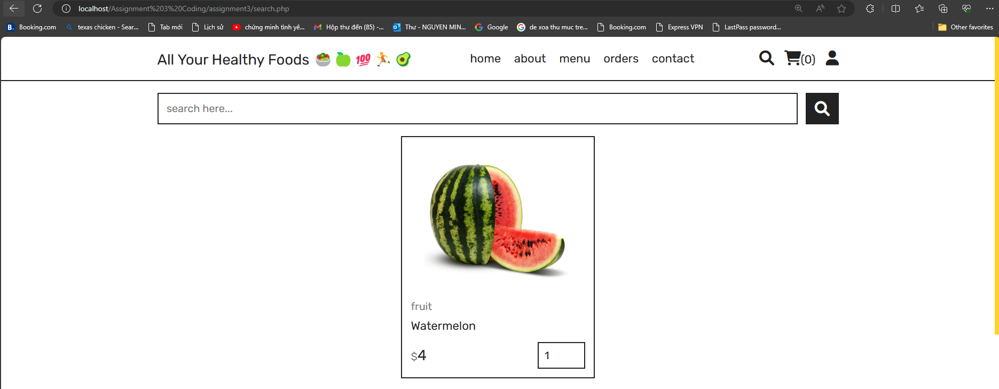 localhost/Assignment%203%20Coding/assignment3/search.php
B. Booking.com texas chicken - Sear... Tab mới Lịch sử chứng minh tình yê... Hộp thư đến (85) -... Thư - NGUYEN MIN... Google de xoa thu muc tre... Booking.com Express VPN LastPass password... Other favorites
All Your Healthy Foods 🥗🍏💯🏃🥑 home about menu orders contact (0)
search here...
fruit
Watermelon
$4 1